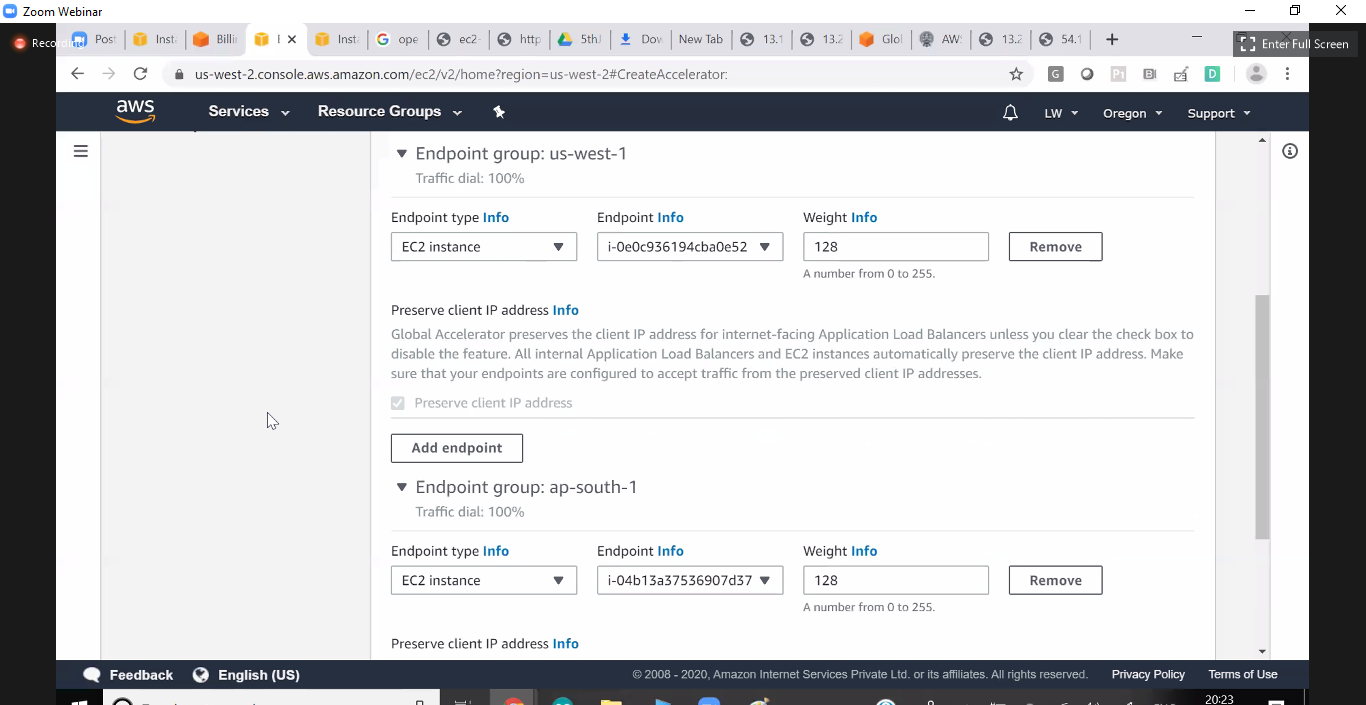 Zoom Webinar
Recording
Post
Inst
Billi
I
Inst
ope
ec2-
http
5thJ
Dow
New Tab
13.1
13.2
Glo
AW
13.2
54.1
Enter Full Screen
us-west-2.console.aws.amazon.com/ec2/v2/home?region=us-west-2#CreateAccelerator:
aws
Services
Resource Groups
LW
Oregon
Support
Endpoint group: us-west-1
Traffic dial: 100%
Endpoint type Info
Endpoint Info
Weight Info
EC2 instance
i-0e0c936194cba0e52
128
Remove
A number from 0 to 255.
Preserve client IP address Info
Global Accelerator preserves the client IP address for internet-facing Application Load Balancers unless you clear the check box to
disable the feature. All internal Application Load Balancers and EC2 instances automatically preserve the client IP address. Make
sure that your endpoints are configured to accept traffic from the preserved client IP addresses.
Preserve client IP address
Add endpoint
Endpoint group: ap-south-1
Traffic dial: 100%
Endpoint type Info
Endpoint Info
Weight Info
EC2 instance
i-04b13a37536907d37
128
Remove
A number from 0 to 255.
Preserve client IP address Info
Feedback
English (US)
© 2008 - 2020, Amazon Internet Services Private Ltd. or its affiliates. All rights reserved.
Privacy Policy
Terms of Use
20:23